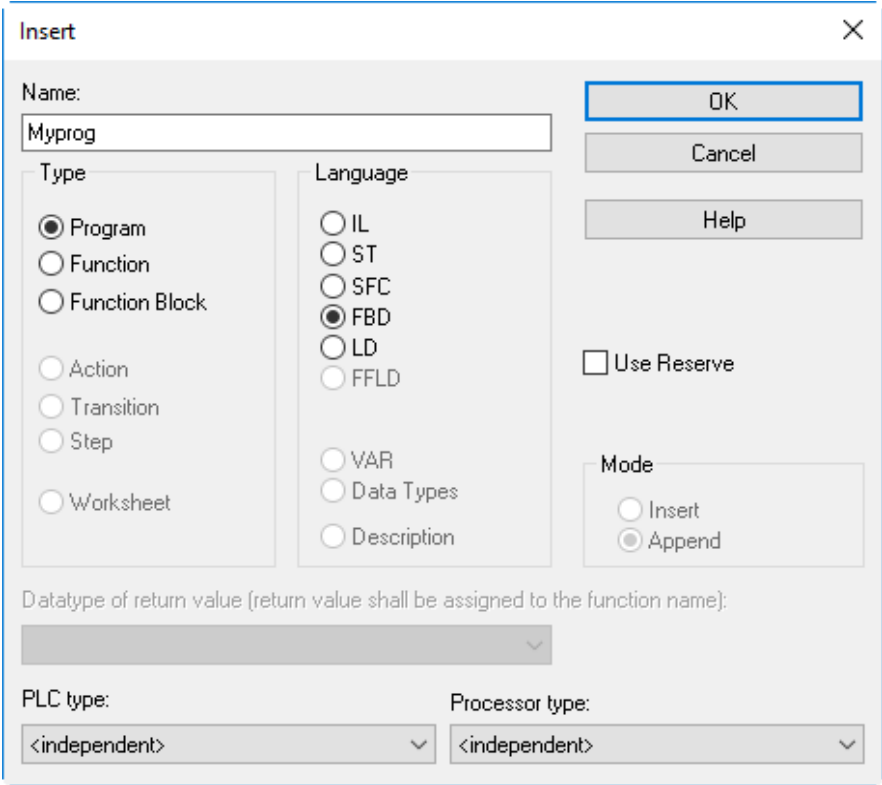 Insert
Name:
Myprog
OK
Cancel
Help
Type
Program
Function
Function Block
Action
Transition
Step
Worksheet
Language
IL
ST
SFC
FBD
LD
FFLD
VAR
Data Types
Description
Use Reserve
Mode
Insert
Append
Datatype of return value (return value shall be assigned to the function name):
PLC type:
<independent>
Processor type:
<independent>